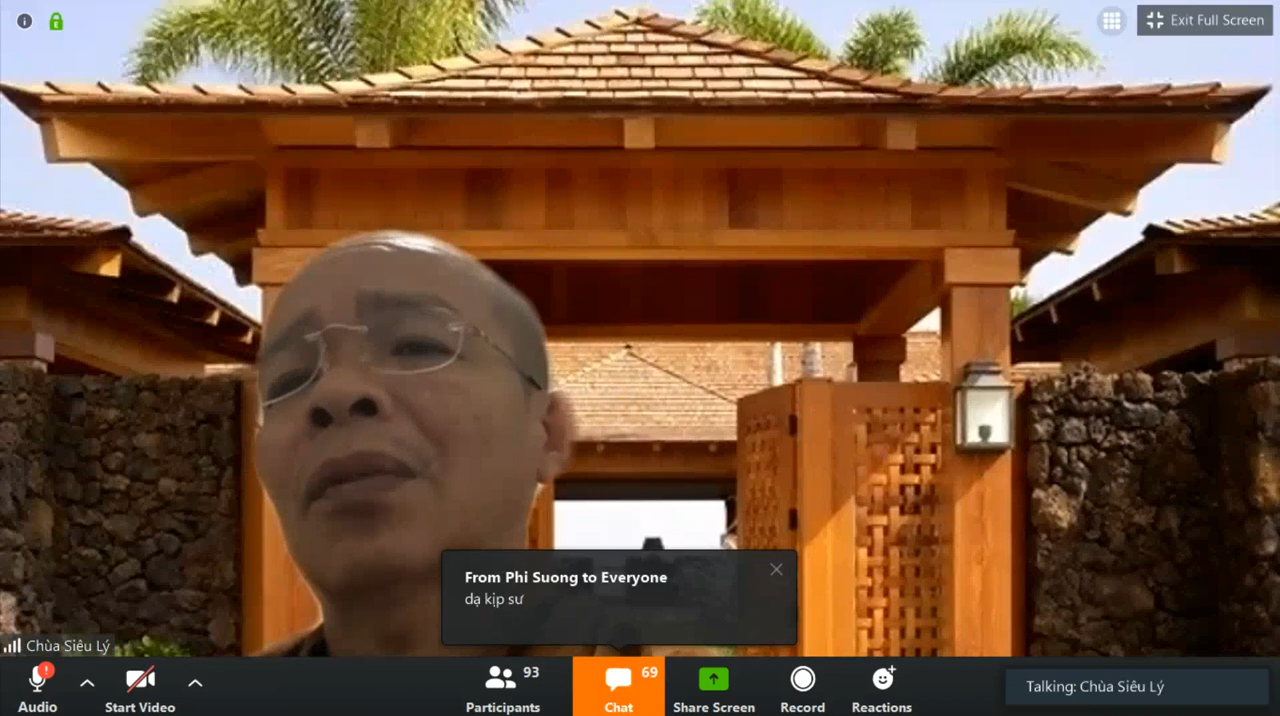 Exit Full Screen
From Phi Suong to Everyone
dạ kịp sư
Chùa Siêu Lý
Audio
Start Video
93
Participants
69
Chat
Share Screen
Record
Reactions
Talking: Chùa Siêu Lý